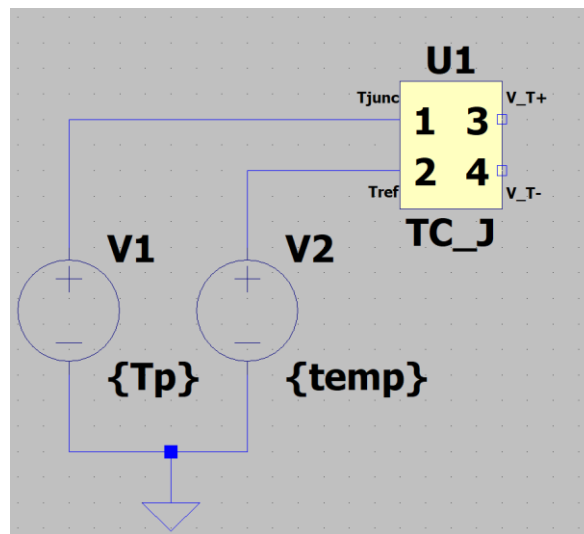 U1
Tjunc
V_T+
1 3
2 4
Tref
V_T-
TC_J
V1
V2
{Tp}
{temp}